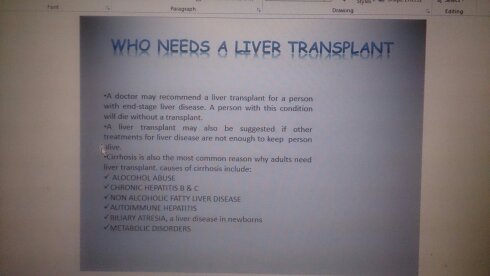 Font
Paragraph
Drawing
Editing
WHO NEEDS A LIVER TRANSPLANT
•A doctor may recommend a liver transplant for a person
with end-stage liver disease. A person with this condition
will die without a transplant.
•A liver transplant may also be suggested if other
treatments for liver disease are not enough to keep person
alive.
•Cirrhosis is also the most common reason why adults need
liver transplant. causes of cirrhosis include:
✓ ALOCOHOL ABUSE
✓CHRONIC HEPATITIS B & C
✓NON ALCOHOLIC FATTY LIVER DISEASE
✓AUTOIMMUNE HEPATITIS
✓BILIARY ATRESIA, a liver disease in newborns
✓METABOLIC DISORDERS